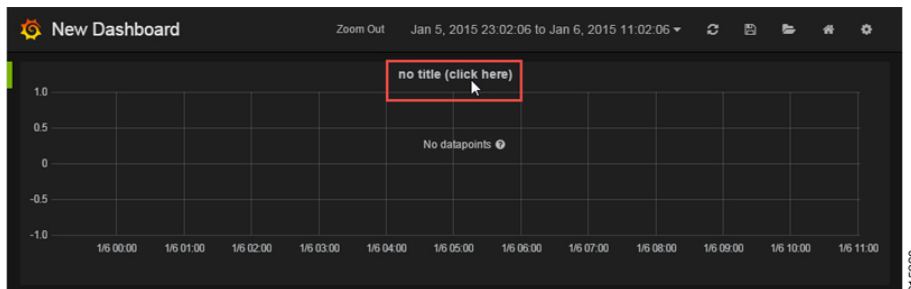 New Dashboard
Zoom Out
Jan 5, 2015 23:02:06 to Jan 6, 2015 11:02:06
no title (click here)
1.0
0.5
0
-0.5
-1.0
No datapoints
1/6 00:00 1/6 01:00 1/6 02:00 1/6 03:00 1/6 04:00 1/6 05:00 1/6 06:00 1/6 07:00 1/6 08:00 1/6 09:00 1/6 10:00 1/6 11:00